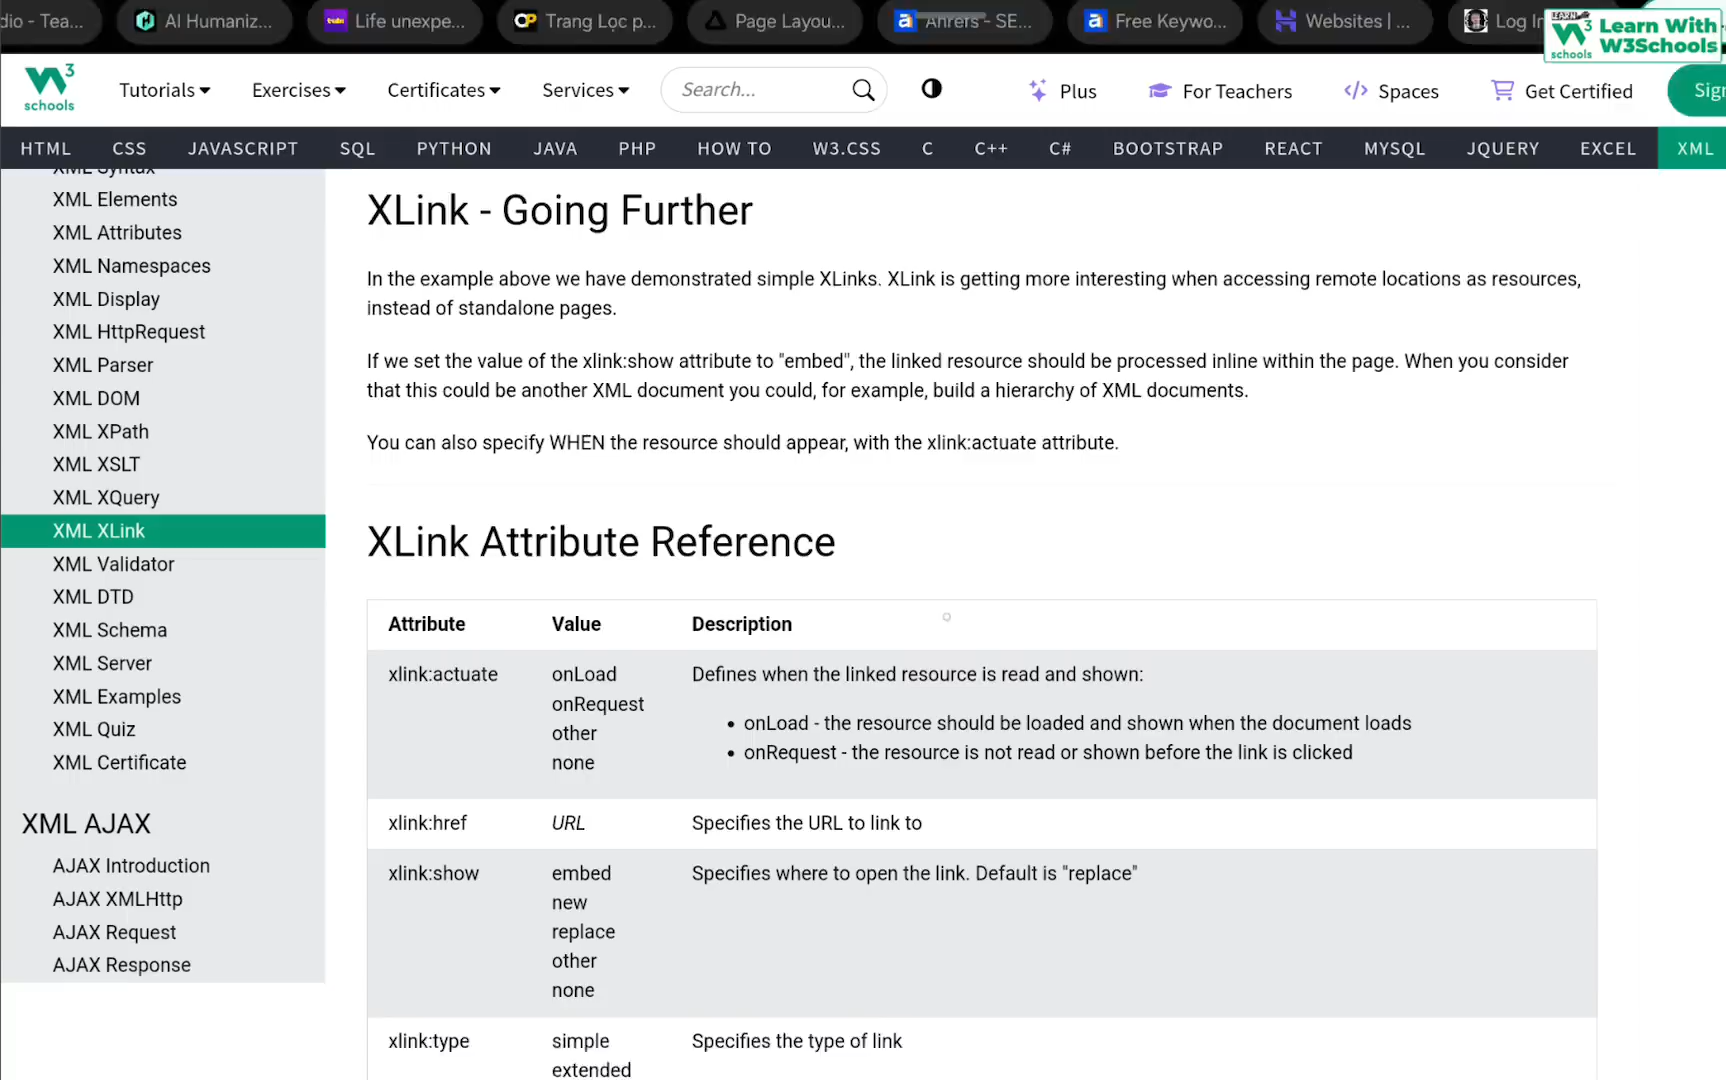 dio - Tea...
AI Humaniz...
Life unexpe...
Trang Lọc p...
Page Layou...
Ahrefs - SE...
Free Keywo...
Websites | ...
Log In
LEARN
W3 schools
Learn With
W3Schools
W3
schools
Tutorials
Exercises
Certificates
Services
Search...
Plus
For Teachers
Spaces
Get Certified
Sign
HTML CSS JAVASCRIPT SQL PYTHON JAVA PHP HOW TO W3.CSS C C++ C# BOOTSTRAP REACT MYSQL JQUERY EXCEL XML
XML Syntax
XML Elements
XML Attributes
XML Namespaces
XML Display
XML HttpRequest
XML Parser
XML DOM
XML XPath
XML XSLT
XML XQuery
XML XLink
XML Validator
XML DTD
XML Schema
XML Server
XML Examples
XML Quiz
XML Certificate
XML AJAX
AJAX Introduction
AJAX XMLHttp
AJAX Request
AJAX Response
XLink - Going Further
In the example above we have demonstrated simple XLinks. XLink is getting more interesting when accessing remote locations as resources,
instead of standalone pages.
If we set the value of the xlink:show attribute to "embed", the linked resource should be processed inline within the page. When you consider
that this could be another XML document you could, for example, build a hierarchy of XML documents.
You can also specify WHEN the resource should appear, with the xlink:actuate attribute.
XLink Attribute Reference
Attribute Value Description
xlink:actuate onLoad Defines when the linked resource is read and shown:
onRequest
other
none
• onLoad - the resource should be loaded and shown when the document loads
• onRequest - the resource is not read or shown before the link is clicked
xlink:href URL Specifies the URL to link to
xlink:show embed Specifies where to open the link. Default is "replace"
new
replace
other
none
xlink:type simple Specifies the type of link
extended